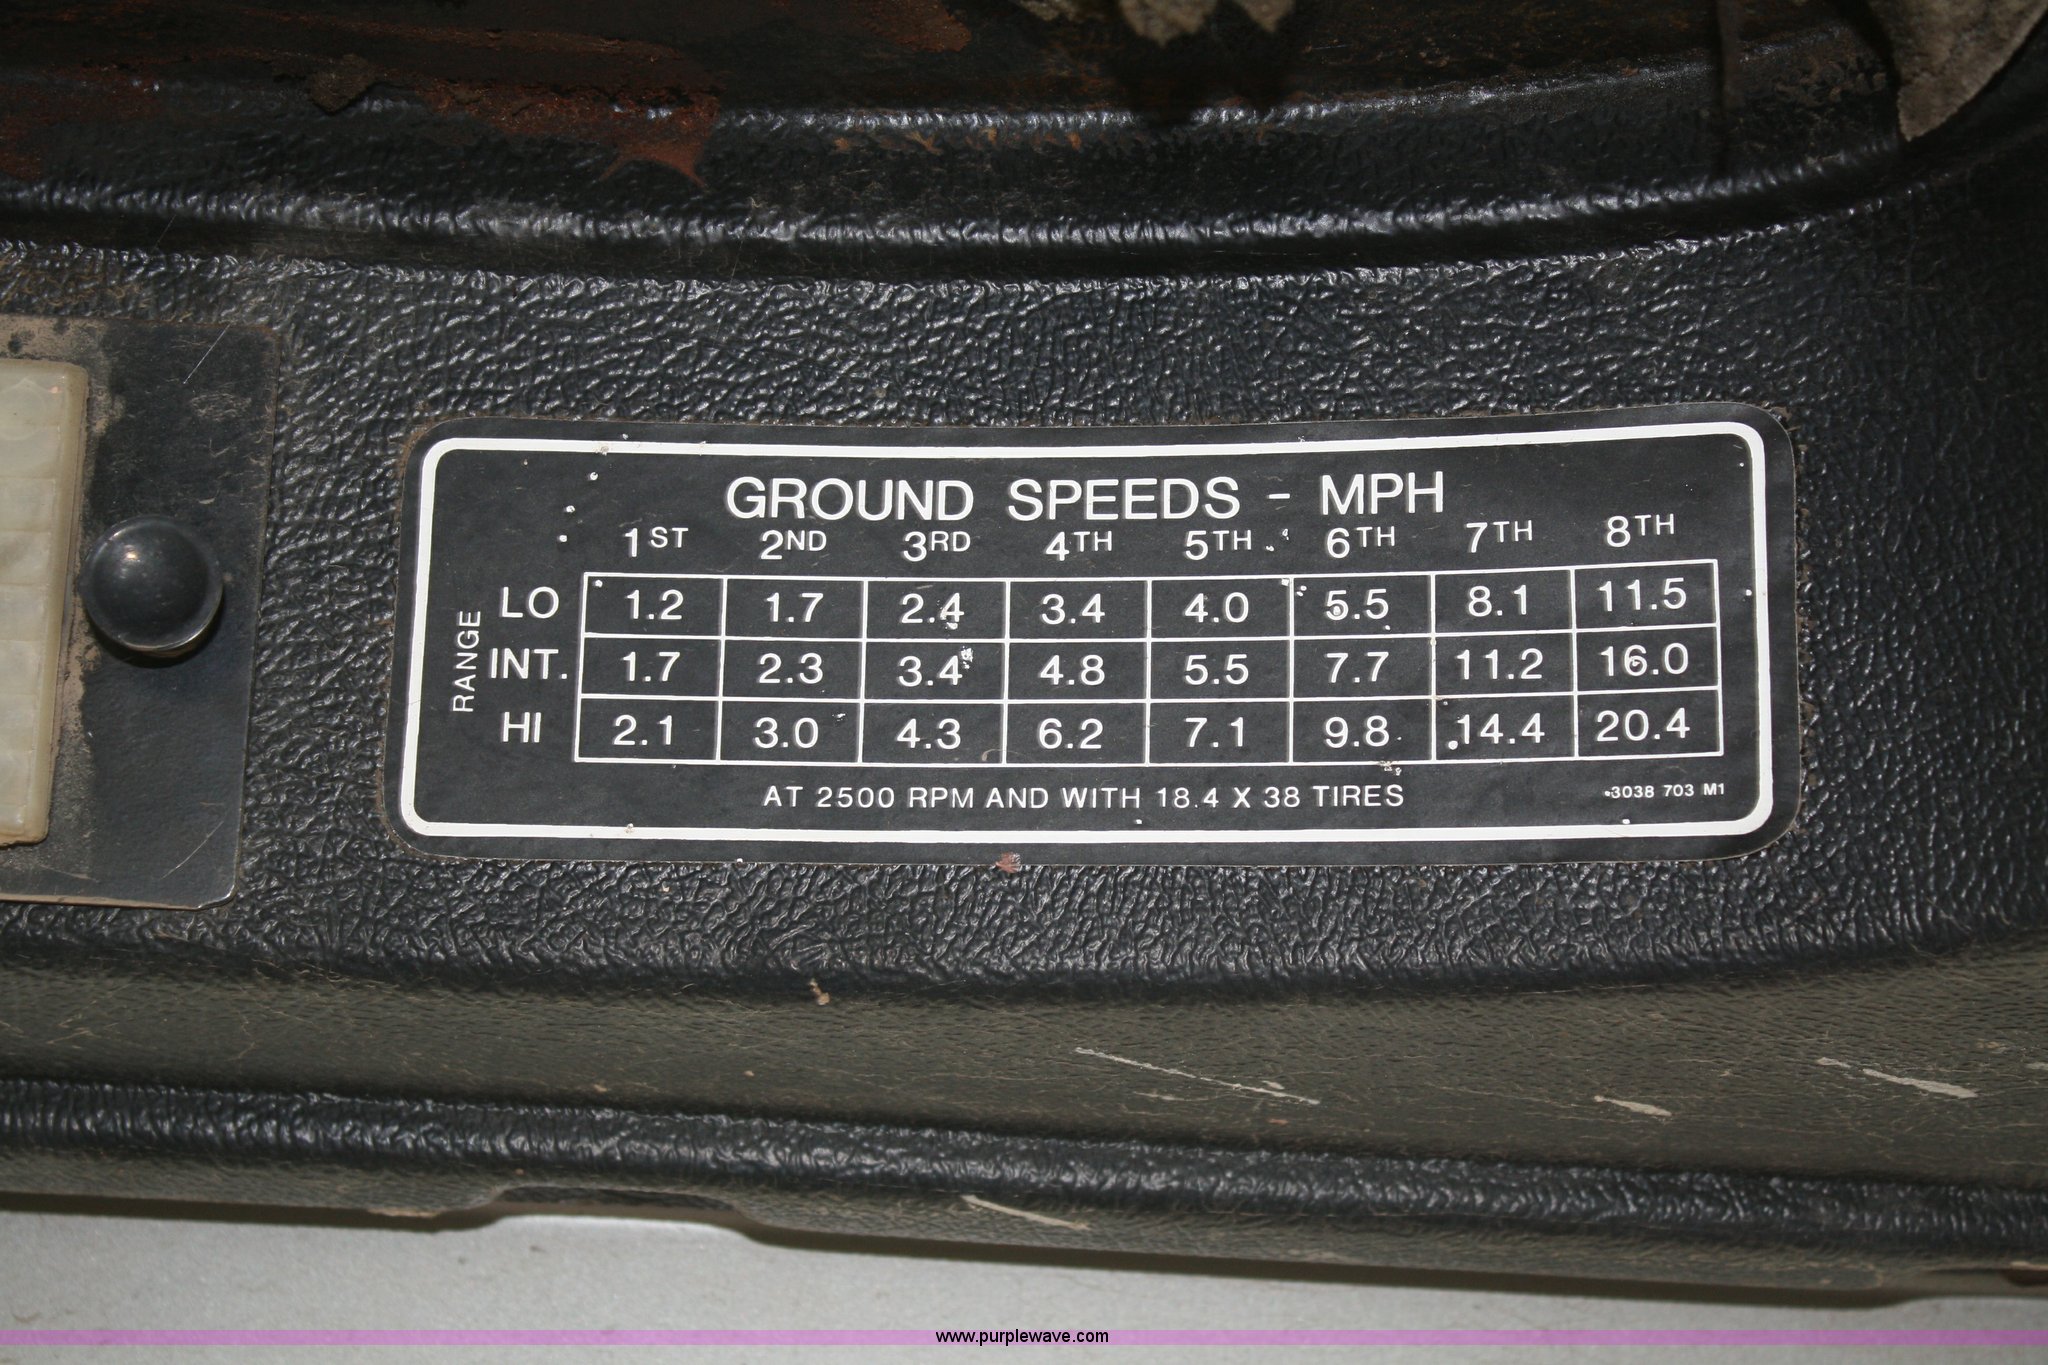 GROUND SPEEDS - MPH
1ST 2ND 3RD 4TH 5TH 6TH 7TH 8TH
RANGE
LO 1.2 1.7 2.4 3.4 4.0 5.5 8.1 11.5
INT. 1.7 2.3 3.4 4.8 5.5 7.7 11.2 16.0
HI 2.1 3.0 4.3 6.2 7.1 9.8 14.4 20.4
AT 2500 RPM AND WITH 18.4 X 38 TIRES
3038 703 M1
www.purplewave.com